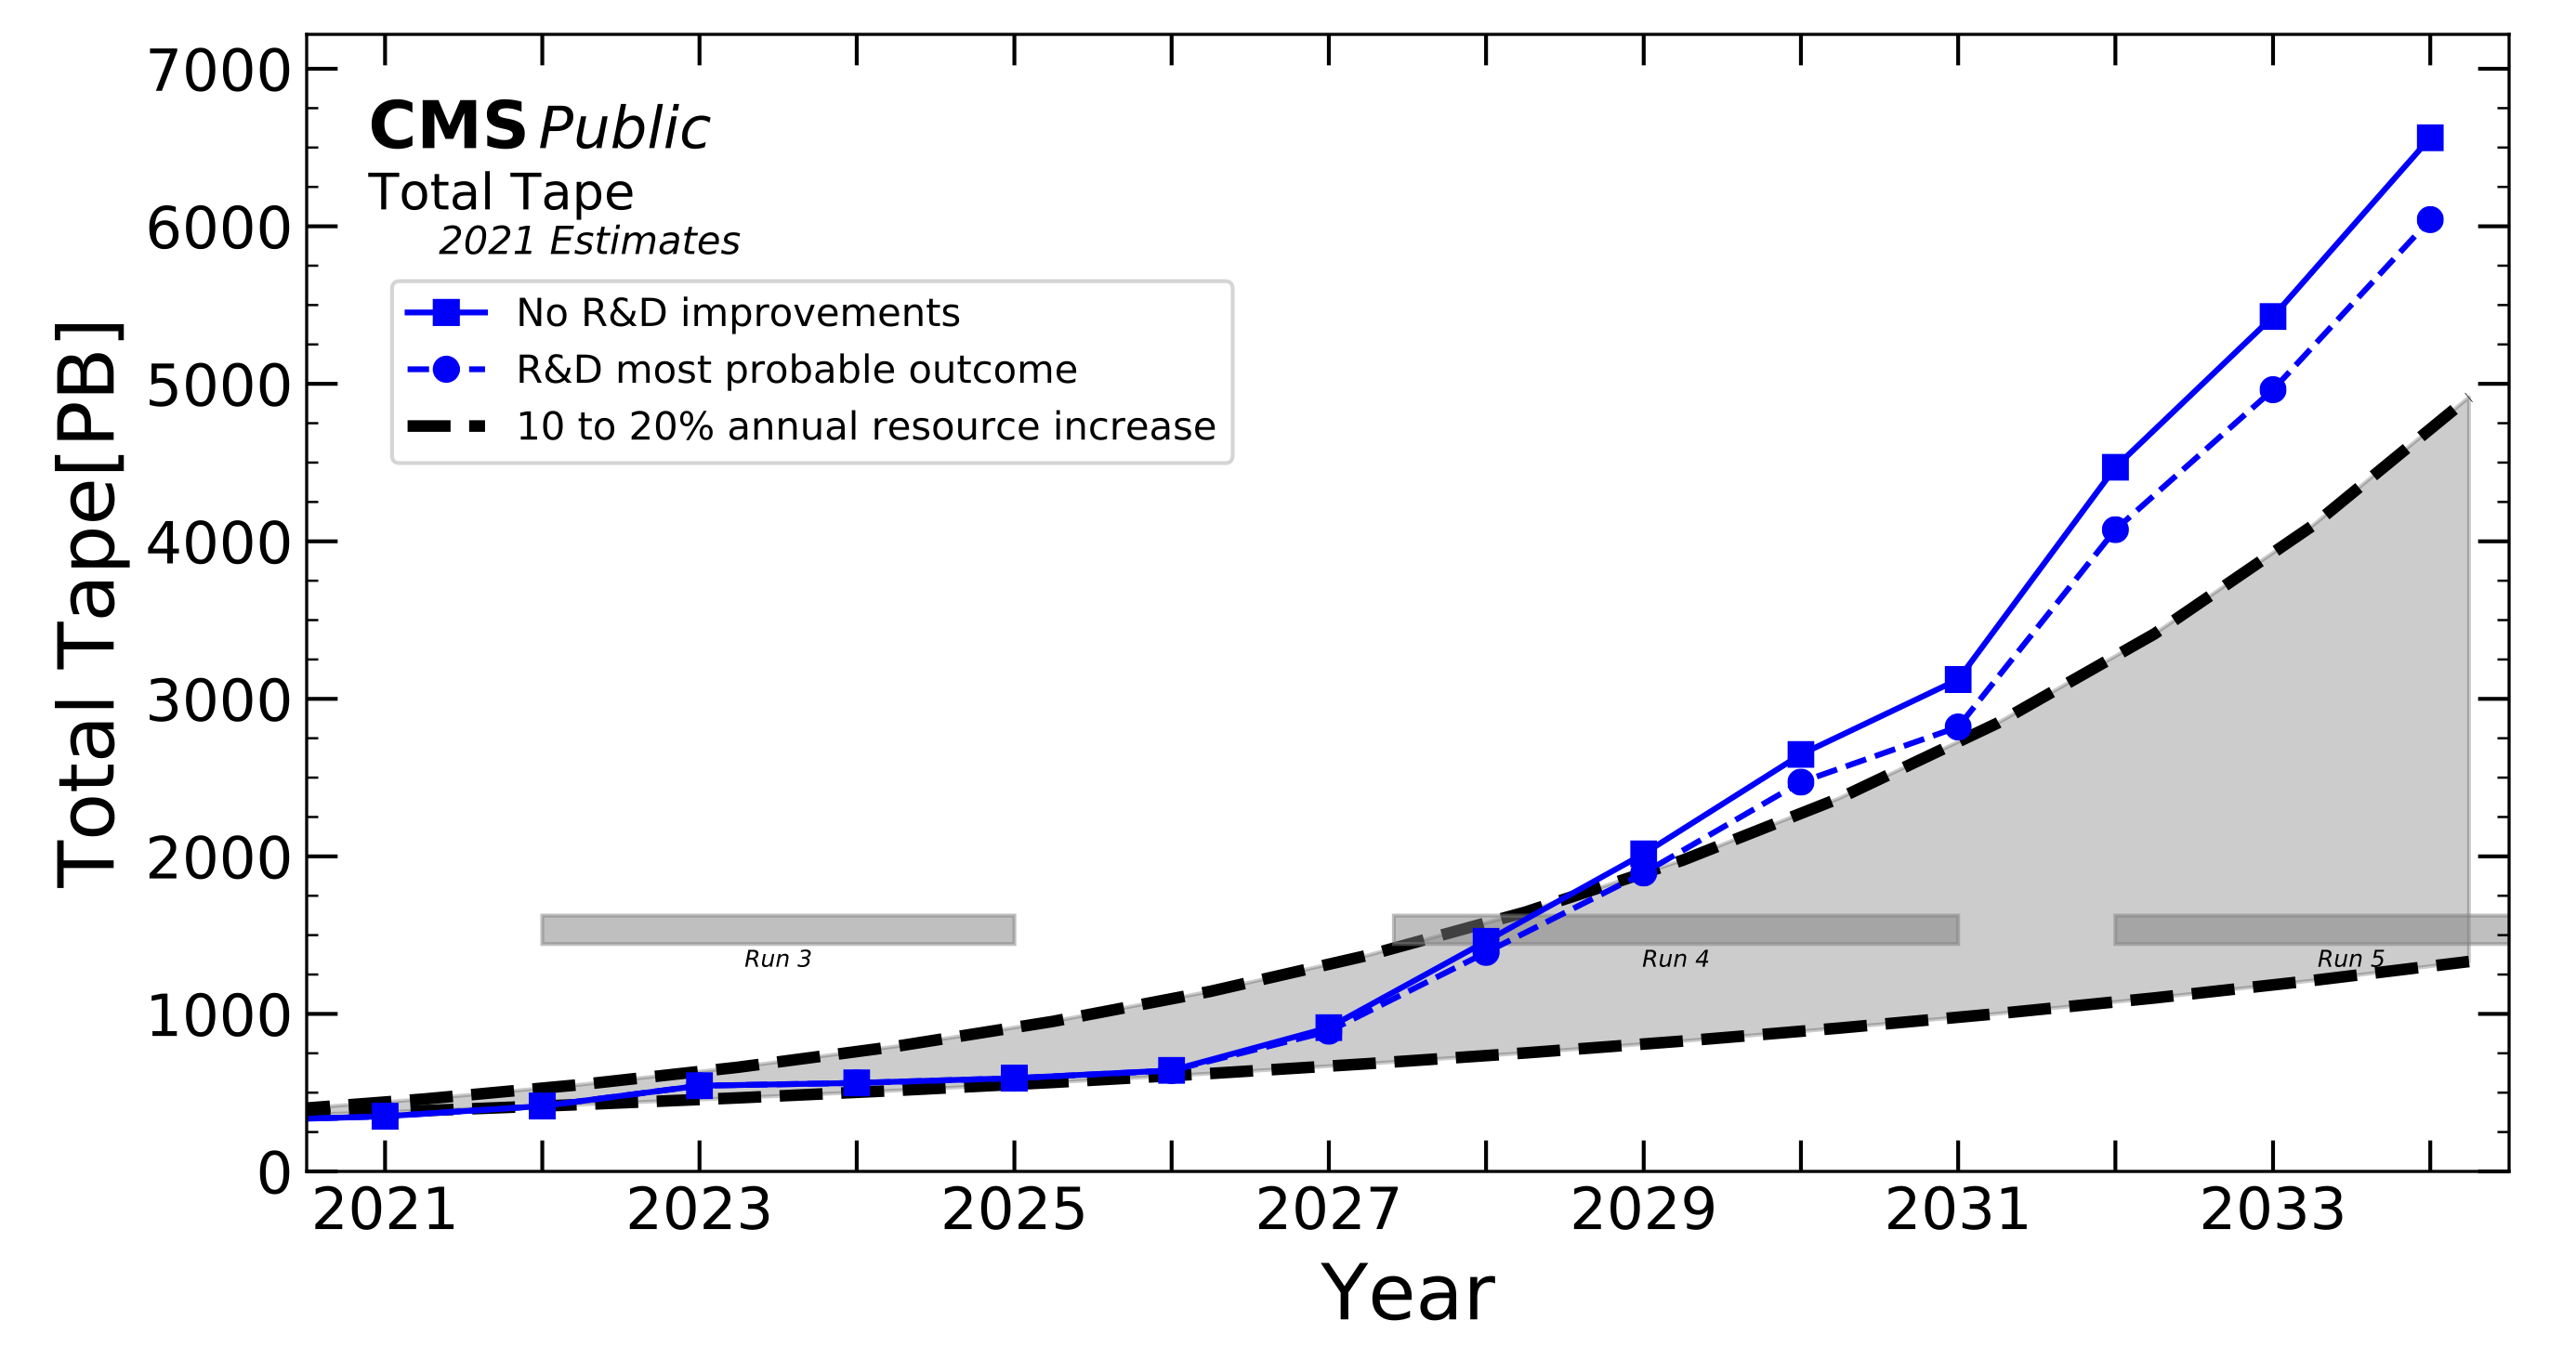 7000
6000
5000
4000
3000
2000
1000
0
Total Tape[PB]
CMS Public
Total Tape
2021 Estimates
No R&D improvements
R&D most probable outcome
10 to 20% annual resource increase
Run 3
Run 4
Run 5
2021 2023 2025 2027 2029 2031 2033
Year